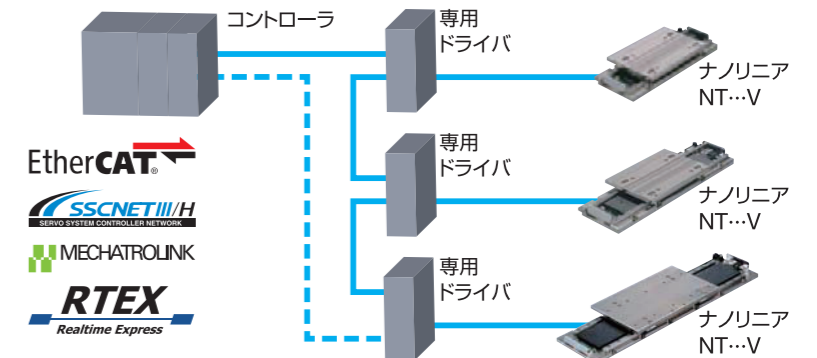 コントローラ
専用
ドライバ
ナノリニア
NT…V
専用
ドライバ
ナノリニア
NT…V
専用
ドライバ
ナノリニア
NT…V
EtherCAT®
SSCNETIII/H
SERVO SYSTEM CONTROLLER NETWORK
MECHATROLINK
RTEX
Realtime Express